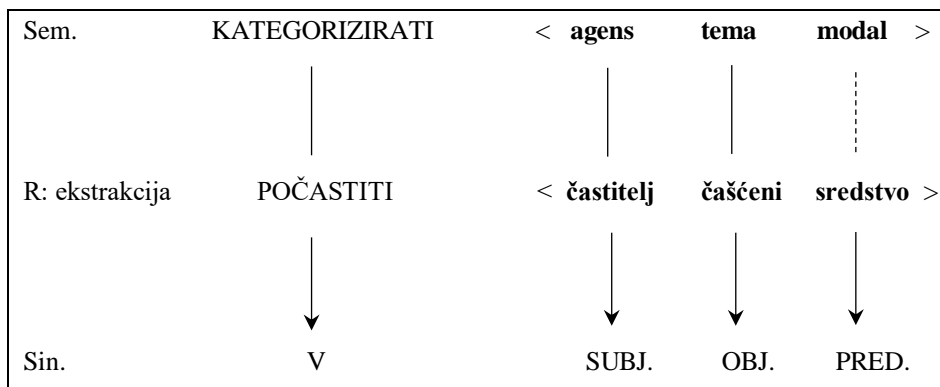 Sem. KATEGORIZIRATI < agens tema modal >
R: ekstrakcija POČASTITI < častitelj čašćeni sredstvo >
Sin. V SUBJ. OBJ. PRED.